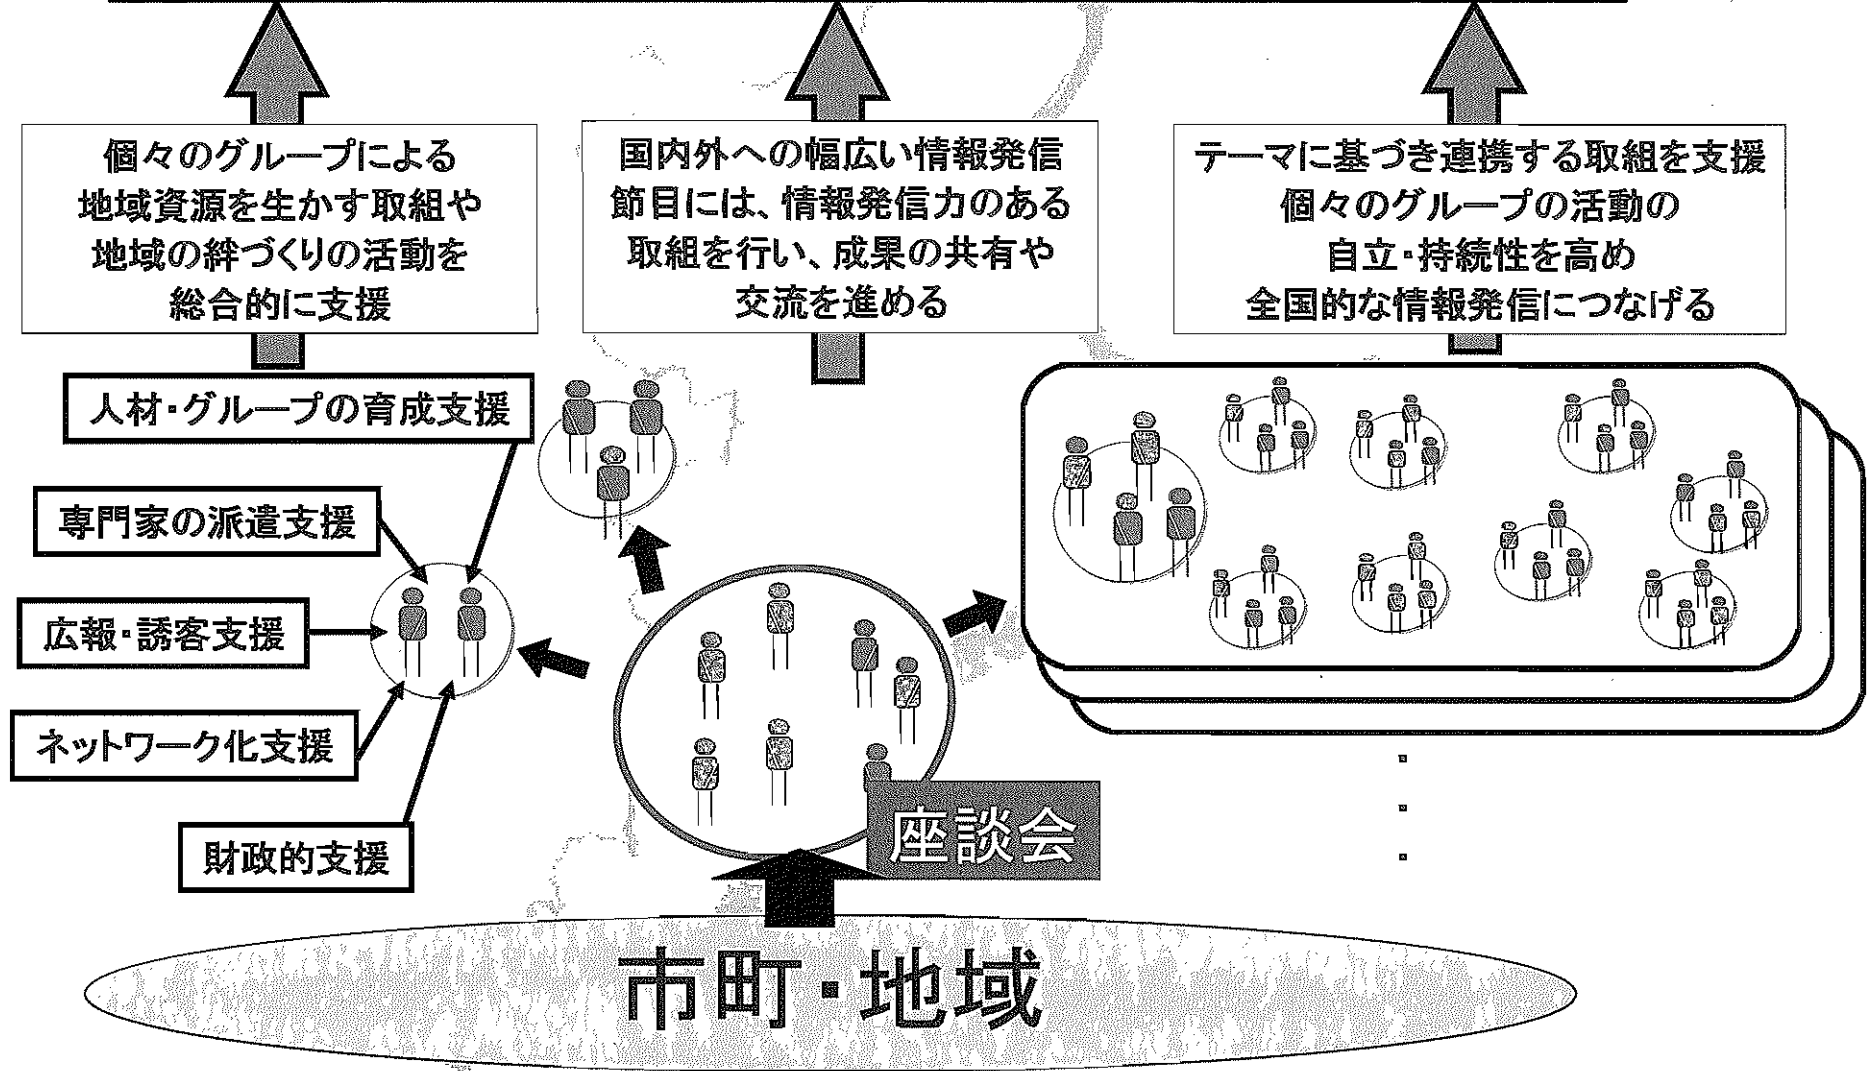 個々のグループによる
地域資源を生かす取組や
地域の絆づくりの活動を
総合的に支援
国内外への幅広い情報発信
節目には、情報発信力のある
取組を行い、成果の共有や
交流を進める
テーマに基づき連携する取組を支援
個々のグループの活動の
自立・持続性を高め
全国的な情報発信につなげる
人材・グループの育成支援
専門家の派遣支援
広報・誘客支援
ネットワーク化支援
財政的支援
座談会
市町・地域